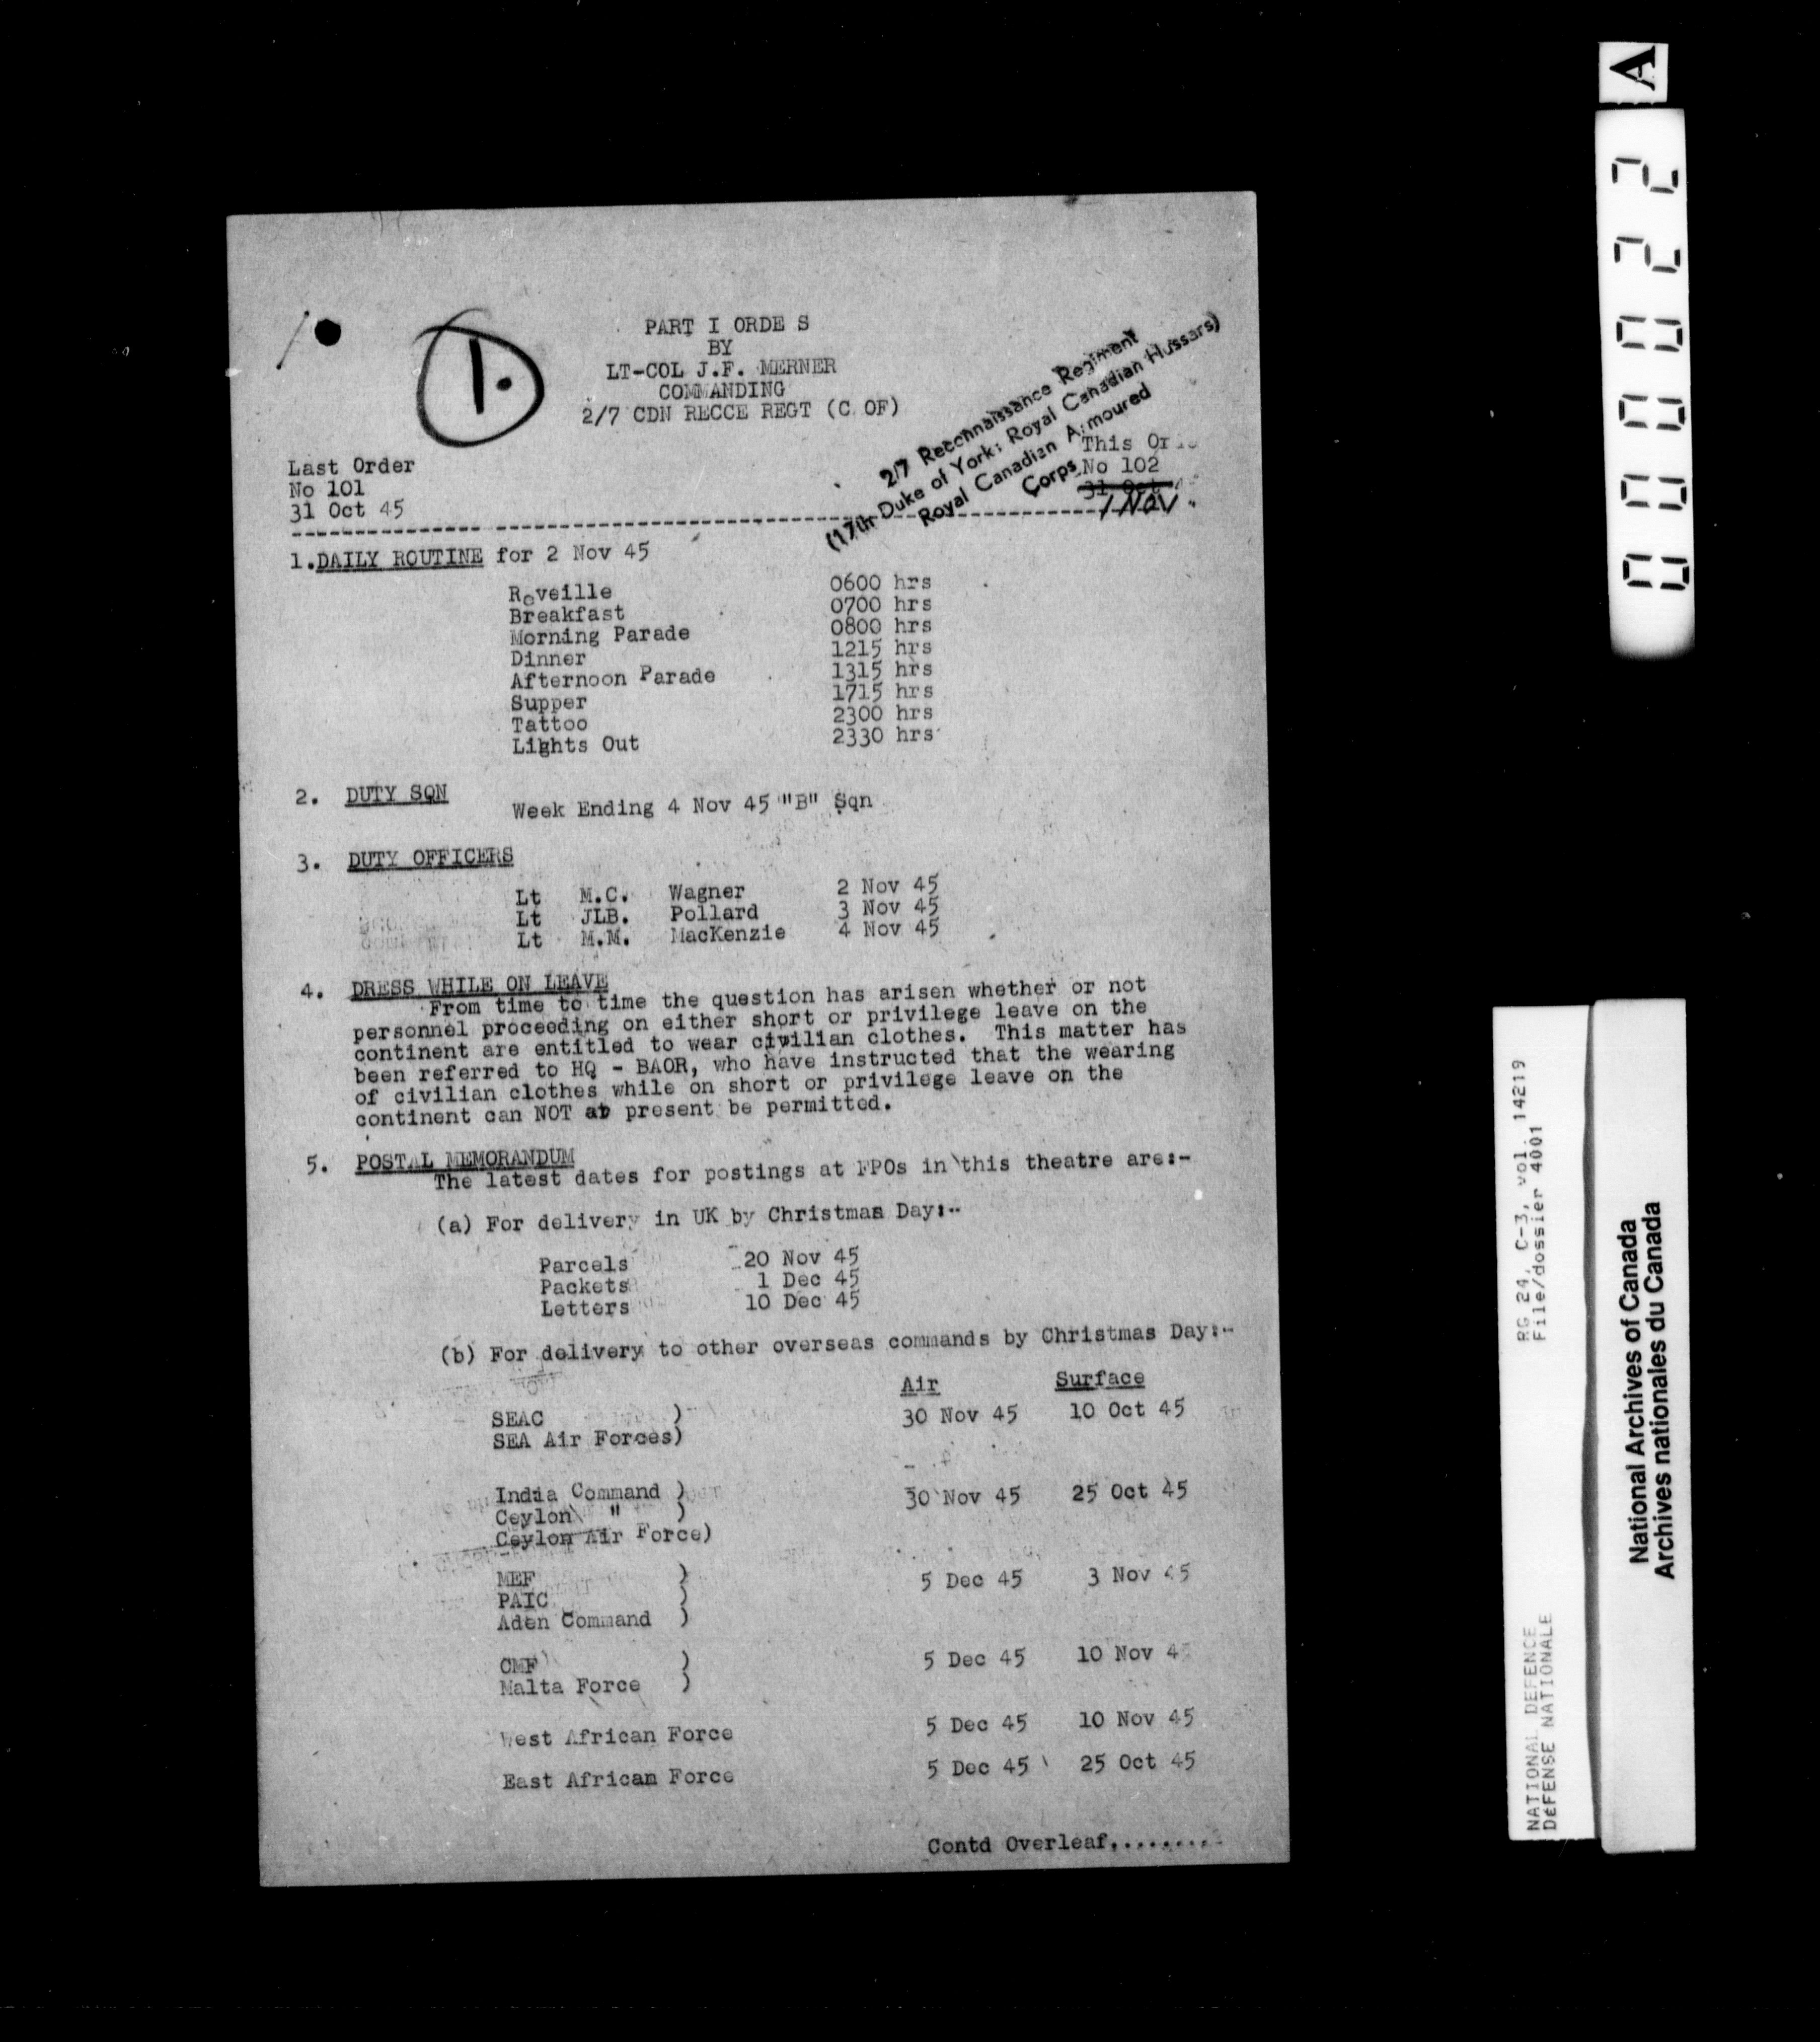 PART I ORDE S
BY
LT-COL J.F. MERNER
COMMANDING
2/7 CDN RECCE REGT (C OF)
1.
2/7 Reconnaissance Regiment
(17th Duke of York: Royal Canadian Hussars)
Royal Canadian Armoured
Corps
Last Order
No 101
31 Oct 45
This
No 102
31 Oct
1 Nov
1.DAILY ROUTINE for 2 Nov 45
Reveille 0600 hrs
Breakfast 0700 hrs
Morning Parade 0800 hrs
Dinner 1215 hrs
Afternoon Parade 1315 hrs
Supper 1715 hrs
Tattoo 2300 hrs
Lights Out 2330 hrs
2. DUTY SQN
Week Ending 4 Nov 45 "B" Sqn
3. DUTY OFFICERS
Lt M.C. Wagner 2 Nov 45
Lt JLB. Pollard 3 Nov 45
Lt M.M. MacKenzie 4 Nov 45
4. DRESS WHILE ON LEAVE
From time to time the question has arisen whether or not
personnel proceeding on either short or privilege leave on the
continent are entitled to wear civilian clothes. This matter has
been referred to HQ - BAOR, who have instructed that the wearing
of civilian clothes while on short or privilege leave on the
continent can NOT at present be permitted.
5. POSTAL MEMORANDUM
The latest dates for postings at FPOs in this theatre are:-
(a) For delivery in UK by Christmas Day:-
Parcels 20 Nov 45
Packets 1 Dec 45
Letters 10 Dec 45
(b) For delivery to other overseas commands by Christmas Day:-
Air Surface
SEAC ) 30 Nov 45 10 Oct 45
SEA Air Forces)
India Command ) 30 Nov 45 25 Oct 45
Ceylon " )
Ceylon Air Force)
MEF ) 5 Dec 45 3 Nov 45
PAIC )
Aden Command )
CMF ) 5 Dec 45 10 Nov 4
Malta Force )
West African Force 5 Dec 45 10 Nov 45
East African Force 5 Dec 45 25 Oct 45
Contd Overleaf.........
A
000022
RG 24, C-3, vol. 14219
File/dossier 4001
NATIONAL DEFENCE
DÉFENSE NATIONALE
National Archives of Canada
Archives nationales du Canada